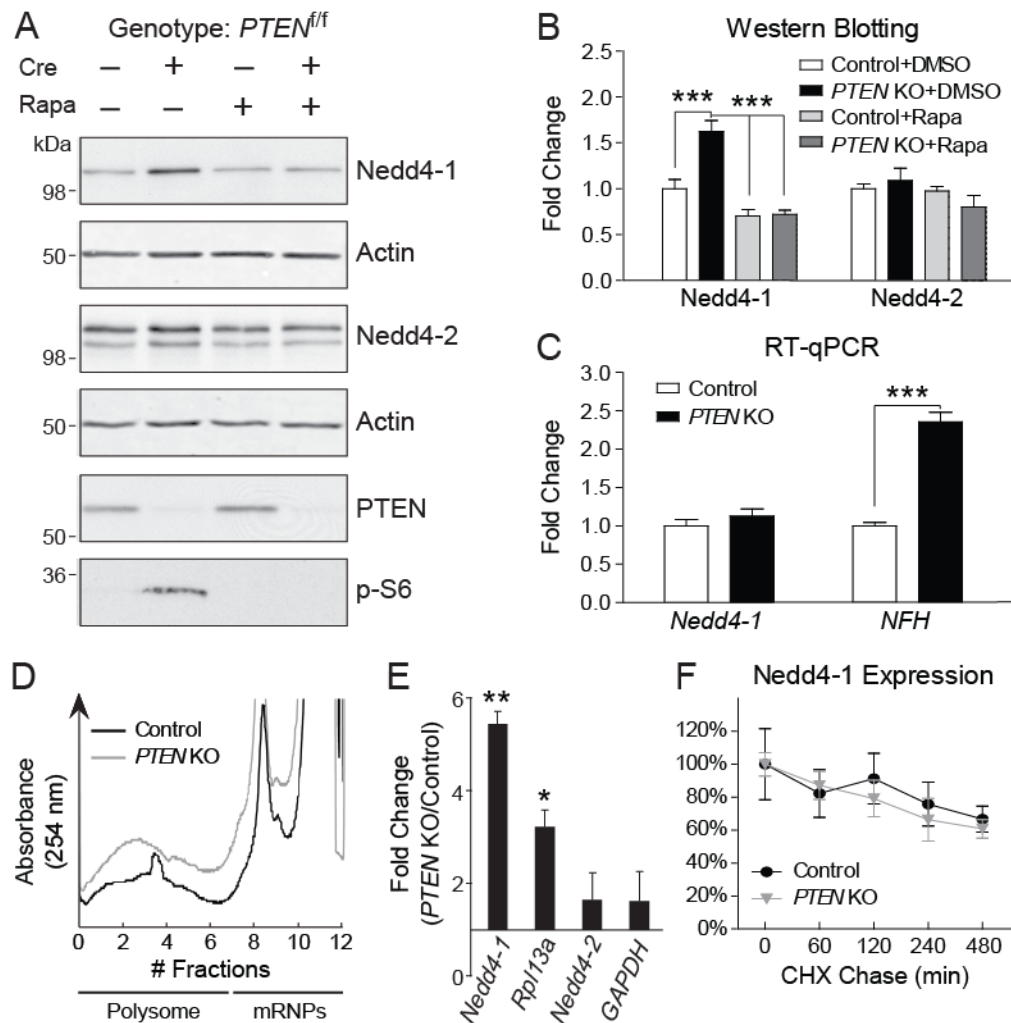 A
Genotype: PTENf/f
Cre − + − +
Rapa − − + +
kDa
98
Nedd4-1
50
Actin
98
Nedd4-2
50
Actin
50
PTEN
36
p-S6
B
Western Blotting
Fold Change
2.5
2.0
1.5
1.0
0.5
0.0
*** ***
Control+DMSO
PTEN KO+DMSO
Control+Rapa
PTEN KO+Rapa
Nedd4-1 Nedd4-2
C
RT-qPCR
Fold Change
3.0
2.5
2.0
1.5
1.0
0.5
0.0
Control
PTEN KO
***
Nedd4-1 NFH
D
Absorbance
(254 nm)
Control
PTEN KO
0 2 4 6 8 10 12
# Fractions
Polysome mRNPs
E
Fold Change
(PTEN KO/Control)
6
4
2
0
**
*
Nedd4-1
Rpl13a
Nedd4-2
GAPDH
F
Nedd4-1 Expression
120%
100%
80%
60%
40%
20%
0%
Control
PTEN KO
0 60 120 240 480
CHX Chase (min)